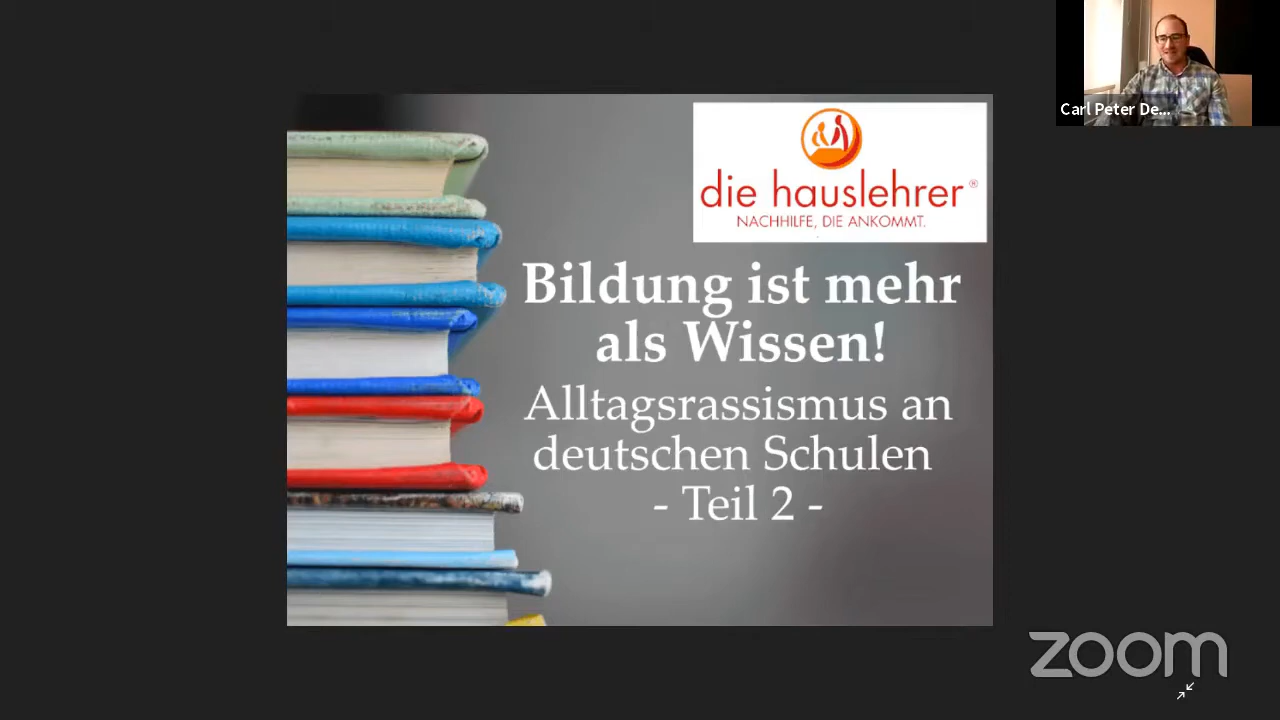 Carl Peter De...
die hauslehrer®
NACHHILFE, DIE ANKOMMT.
Bildung ist mehr
als Wissen!
Alltagsrassismus an
deutschen Schulen
- Teil 2 -
zoom